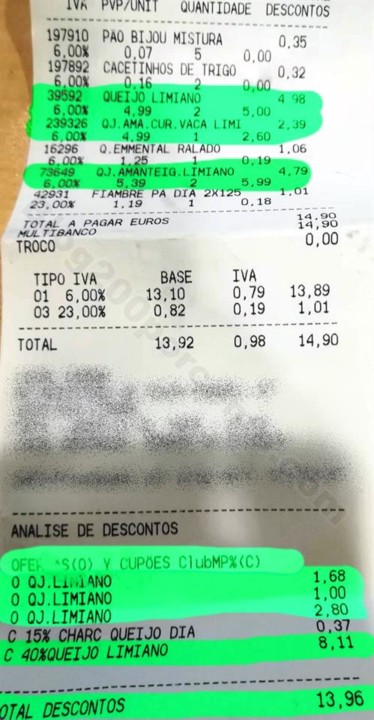 IVA PVP/UNIT QUANTIDADE DESCONTOS
197910 PAO BIJOU MISTURA 0,35
6,00% 0,07 5 0,00
197892 CACETINHOS DE TRIGO 0,32
6,00% 0,16 2 0,00
39592 QUEIJO LIMIANO 4 98
6,00% 4,99 2 5,00
239326 QJ.AMA.CUR.VACA LIMI 2,39
6,00% 4,99 1 2,60
16296 Q.EMMENTAL RALADO 1,06
6,00% 1,25 1 0,19
73649 QJ.AMANTEIG.LIMIANO 4,79
6,00% 5,39 2 5,99
42931 FIAMBRE PA DIA 2X125 1,01
23,00% 1,19 1 0,18
TOTAL A PAGAR EUROS 14,90
MULTIBANCO 14,90
TROCO 0,00
TIPO IVA BASE IVA
01 6,00% 13,10 0,79 13,89
03 23,00% 0,82 0,19 1,01
TOTAL 13,92 0,98 14,90
ANALISE DE DESCONTOS
Y CUPÕES ClubMP%(C)
O QJ.LIMIANO 1,68
O QJ.LIMIANO 1,00
O QJ.LIMIANO 2,80
C 15% CHARC QUEIJO DIA 0,37
C 40%QUEIJO LIMIANO 8,11
OTAL DESCONTOS 13,96